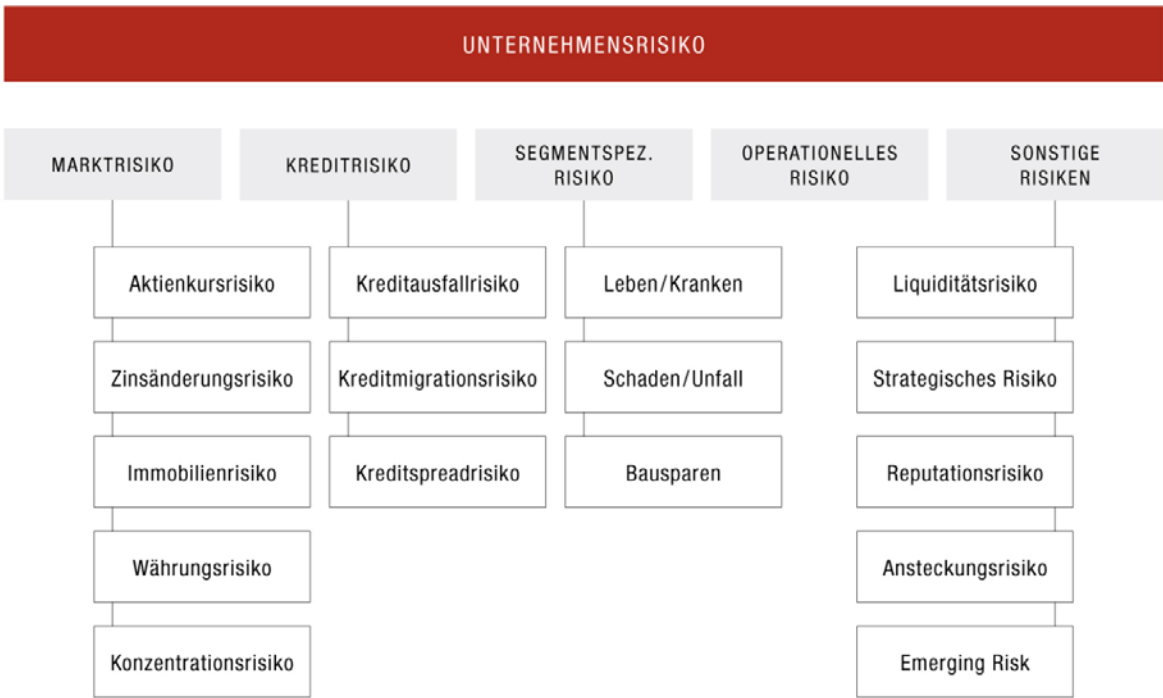 UNTERNEHMENSRISIKO
MARKTRISIKO
KREDITRISIKO
SEGMENTSPEZ.
RISIKO
OPERATIONELLES
RISIKO
SONSTIGE
RISIKEN
Aktienkursrisiko
Zinsänderungsrisiko
Immobilienrisiko
Währungsrisiko
Konzentrationsrisiko
Kreditausfallrisiko
Kreditmigrationsrisiko
Kreditspreadrisiko
Leben/Kranken
Schaden/Unfall
Bausparen
Liquiditätsrisiko
Strategisches Risiko
Reputationsrisiko
Ansteckungsrisiko
Emerging Risk